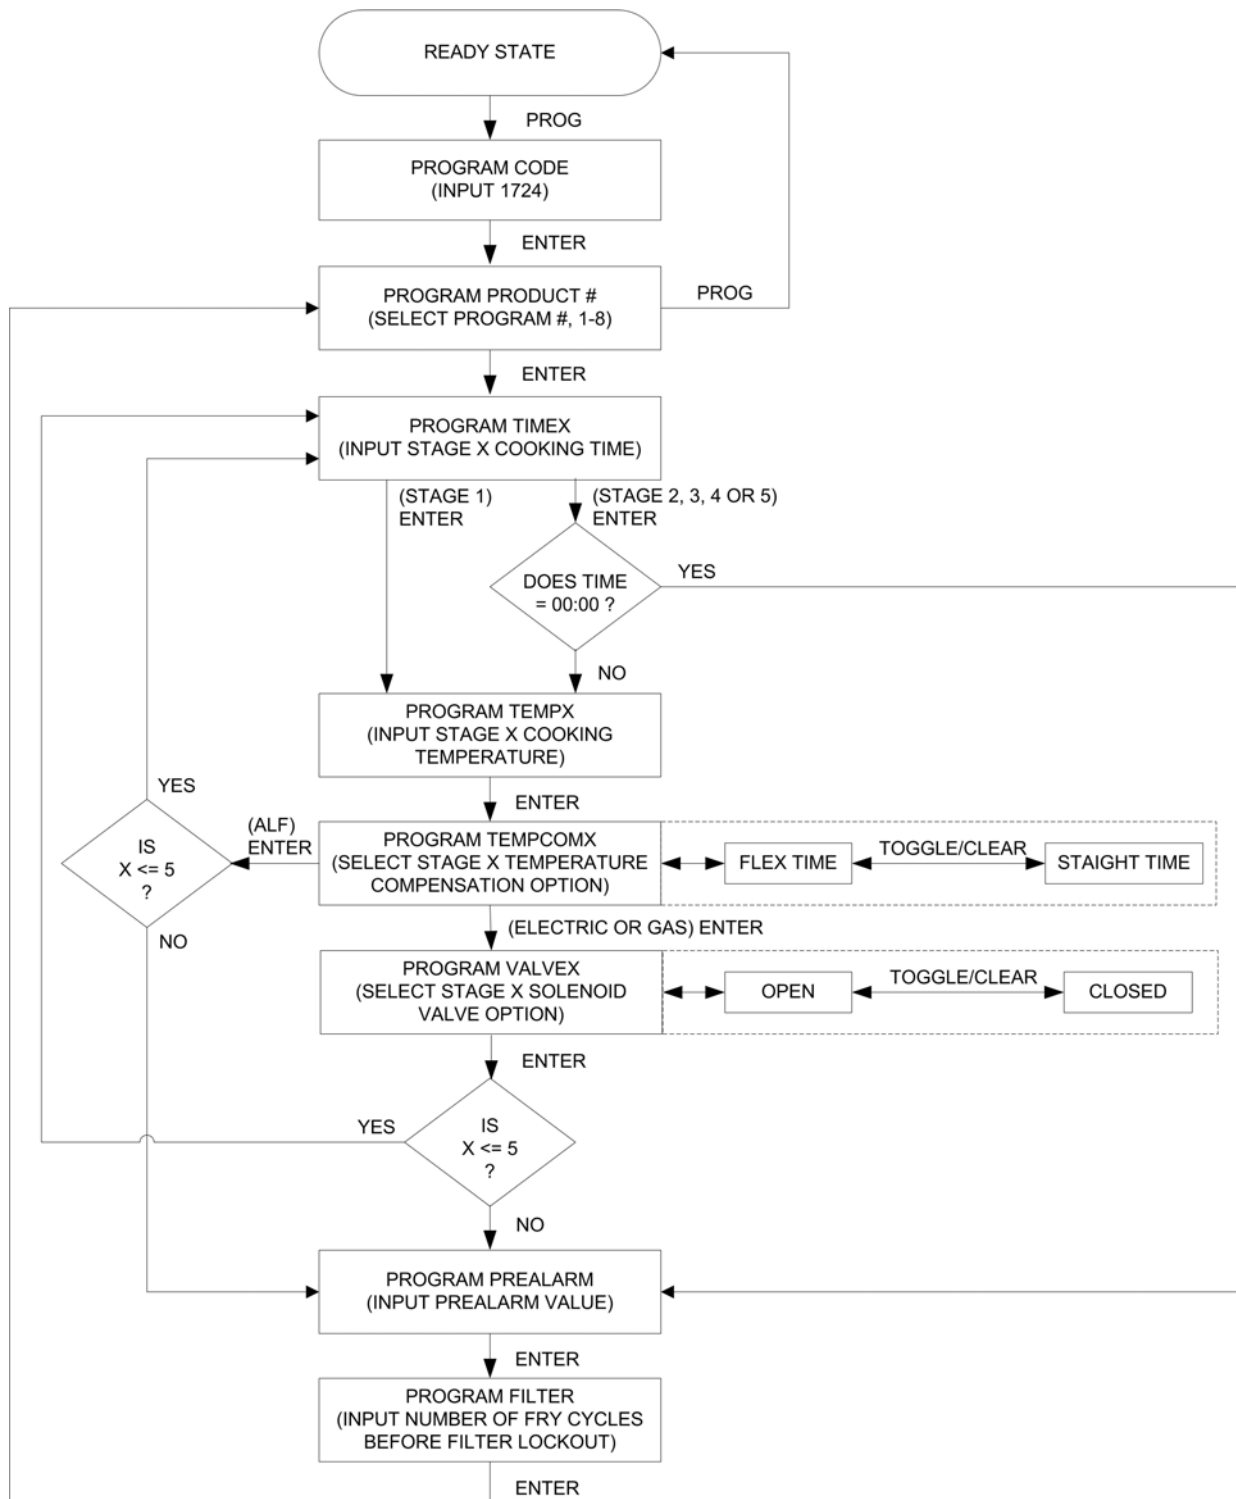 READY STATE
PROG
PROGRAM CODE
(INPUT 1724)
ENTER
PROGRAM PRODUCT #
(SELECT PROGRAM #, 1-8)
PROG
ENTER
PROGRAM TIMEX
(INPUT STAGE X COOKING TIME)
(STAGE 1)
ENTER
(STAGE 2, 3, 4 OR 5)
ENTER
DOES TIME
= 00:00 ?
YES
NO
PROGRAM TEMPX
(INPUT STAGE X COOKING
TEMPERATURE)
ENTER
YES
IS
X <= 5
?
NO
(ALF)
ENTER
PROGRAM TEMPCOMX
(SELECT STAGE X TEMPERATURE
COMPENSATION OPTION)
FLEX TIME
TOGGLE/CLEAR
STAIGHT TIME
(ELECTRIC OR GAS) ENTER
PROGRAM VALVEX
(SELECT STAGE X SOLENOID
VALVE OPTION)
OPEN
TOGGLE/CLEAR
CLOSED
ENTER
YES
IS
X <= 5
?
NO
PROGRAM PREALARM
(INPUT PREALARM VALUE)
ENTER
PROGRAM FILTER
(INPUT NUMBER OF FRY CYCLES
BEFORE FILTER LOCKOUT)
ENTER